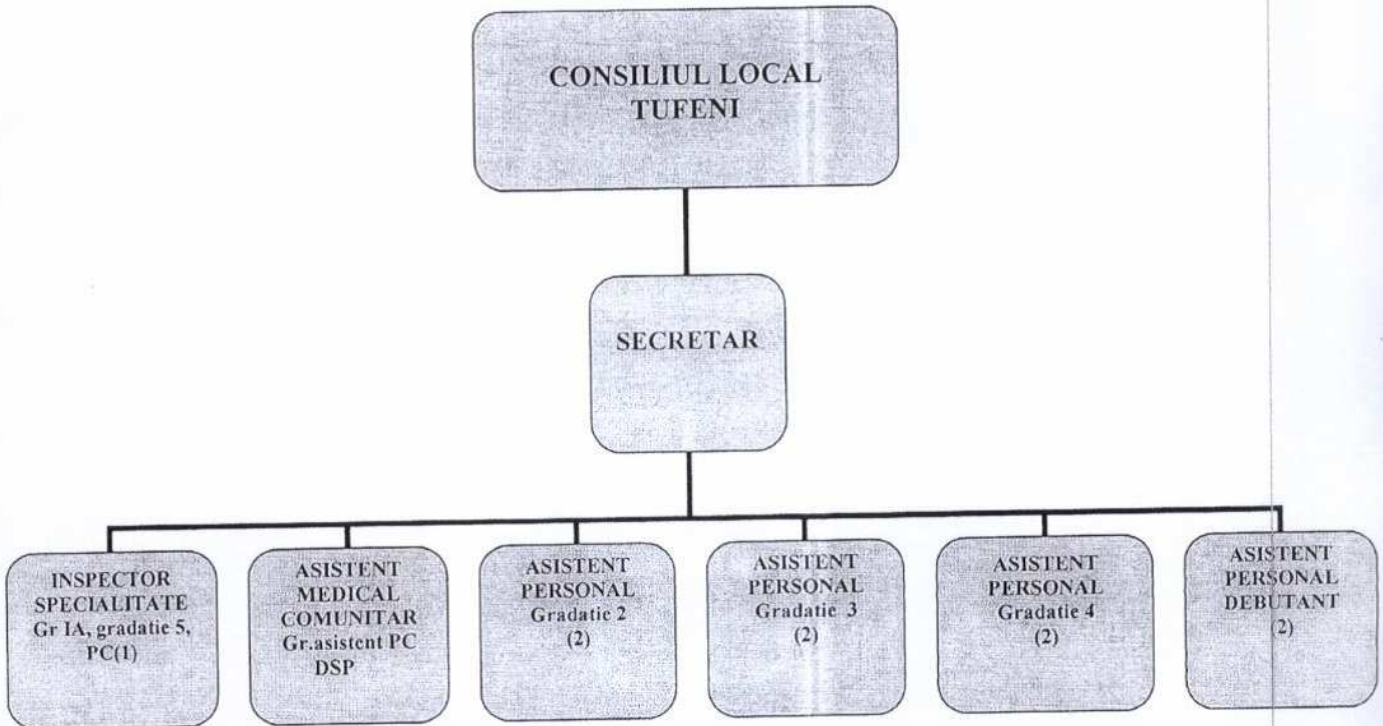 CONSILIUL LOCAL
TUFENI
SECRETAR
INSPECTOR
SPECIALITATE
Gr IA, gradatie 5,
PC(1)
ASISTENT
MEDICAL
COMUNITAR
Gr.asistent PC
DSP
ASISTENT
PERSONAL
Gradatie 2
(2)
ASISTENT
PERSONAL
Gradatie 3
(2)
ASISTENT
PERSONAL
Gradatie 4
(2)
ASISTENT
PERSONAL
DEBUTANT
(2)